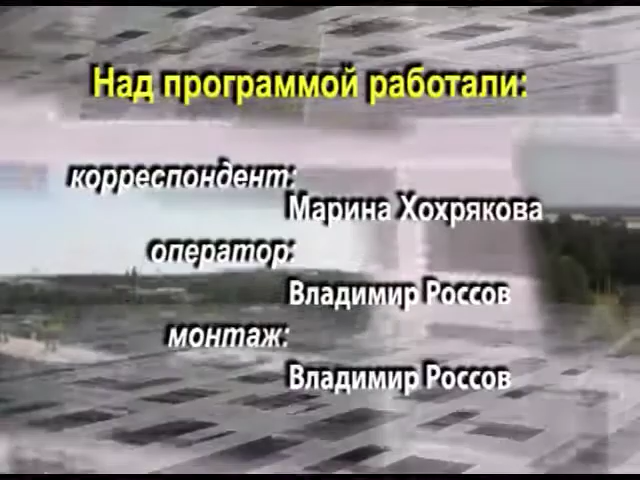 Над программой работали:
корреспондент:
Марина Хохрякова
оператор:
Владимир Россов
монтаж:
Владимир Россов